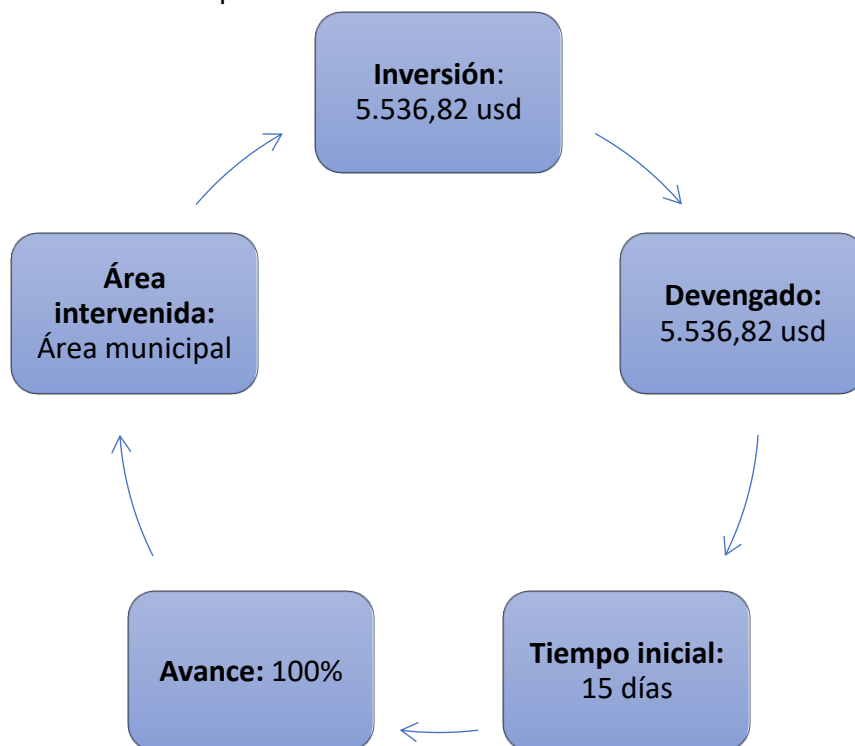 Inversión:
5.536,82 usd
Devengado:
5.536,82 usd
Tiempo inicial:
15 días
Avance: 100%
Área
intervenida:
Área municipal